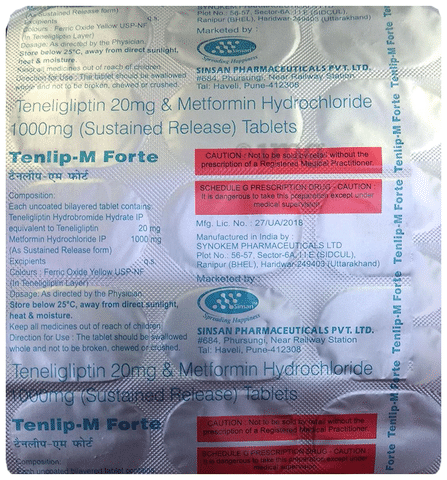 (As Sustained Release form)
Excipients q.s.
Colours : Ferric Oxide Yellow USP-NF
(In Teneligliptin Layer)
Dosage: As directed by the Physician.
Store below 25°C, away from direct sunlight,
heat & moisture.
Keep all medicines out of reach of children.
Direction for Use : The tablet should be swallowed
whole and not to be broken, chewed or crushed.
Plot No.: 56-57, Sector-6A, I I E (SIDCUL),
Ranipur (BHEL), Haridwar-249403 (Uttarakhand)
Marketed by :
Sinsan
Spreading Happiness
SINSAN PHARMACEUTICALS PVT. LTD.
#684, Phursungi, Near Railway Station
Tal: Haveli, Pune-412308
Teneligliptin 20mg & Metformin Hydrochloride
1000mg (Sustained Release) Tablets
Tenlip-M Forte
टेनलीप-एम फोर्ट
Composition:
Each uncoated bilayered tablet contains:
Teneligliptin Hydrobromide Hydrate IP
equivalent to Teneligliptin 20 mg
Metformin Hydrochloride IP 1000 mg
(As Sustained Release form)
Excipients q.s.
Colours : Ferric Oxide Yellow USP-NF
(In Teneligliptin Layer)
Dosage: As directed by the Physician.
Store below 25°C, away from direct sunlight,
heat & moisture.
Keep all medicines out of reach of children.
Direction for Use : The tablet should be swallowed
whole and not to be broken, chewed or crushed.
CAUTION : Not to be sold by retail without the
prescription of a Registered Medical Practitioner.
SCHEDULE G PRESCRIPTION DRUG - CAUTION
It is dangerous to take this preparation except under
medical supervision.
Mfg. Lic. No. : 27/UA/2018
Manufactured in India by :
SYNOKEM PHARMACEUTICALS LTD
Plot No.: 56-57, Sector-6A, I I E (SIDCUL),
Ranipur (BHEL), Haridwar-249403 (Uttarakhand)
Marketed by :
Sinsan
Spreading Happiness
SINSAN PHARMACEUTICALS PVT. LTD.
#684, Phursungi, Near Railway Station
Tal: Haveli, Pune-412308
Teneligliptin 20mg & Metformin Hydrochloride
1000mg (Sustained Release) Tablets
Tenlip-M Forte
टेनलीप-एम फोर्ट
Composition:
Each uncoated bilayered tablet contains:
CAUTION : Not to be sold by retail without the
prescription of a Registered Medical Practitioner.
SCHEDULE G PRESCRIPTION DRUG - CAUTION
It is dangerous to take this preparation except under
medical supervision.
Tenlip-M Forte Tenlip-M Forte Tenlip-M Forte Tenlip-M Forte Tenlip-M Forte